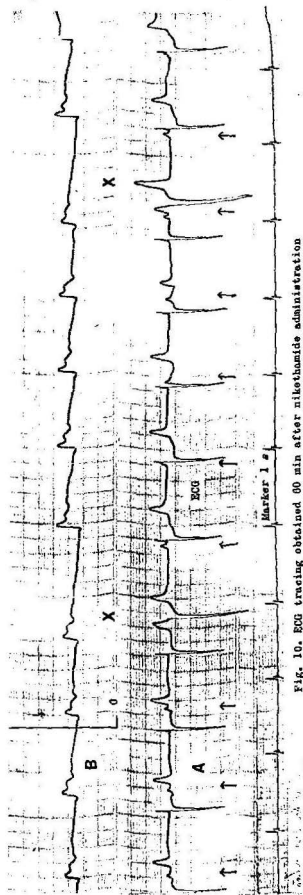 B
X
X
0
A
ECG
Marker 1 s
Fig. 10. ECG tracing obtained 60 min after nikethamide administration